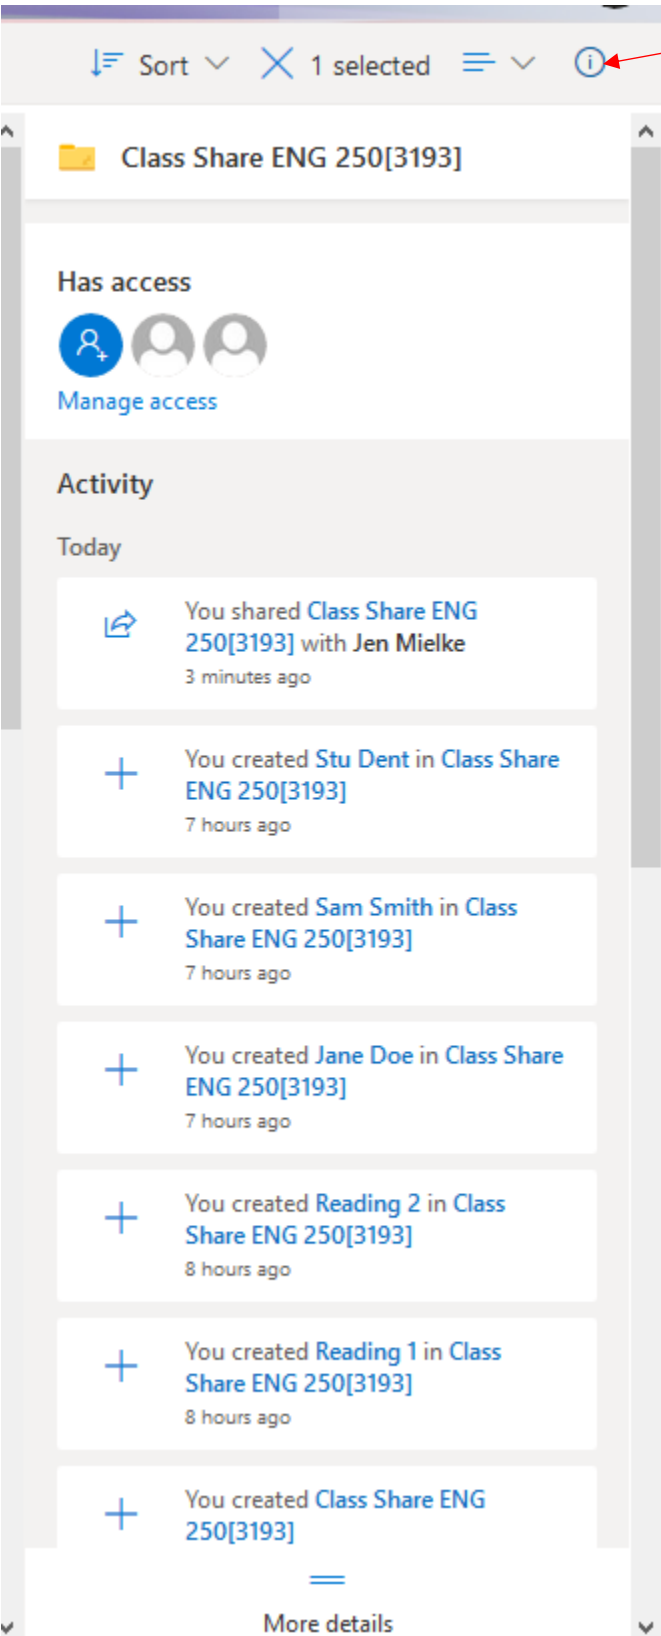 Sort 1 selected
Class Share ENG 250[3193]
Has access
Manage access
Activity
Today
You shared Class Share ENG
250[3193] with Jen Mielke
3 minutes ago
You created Stu Dent in Class Share
ENG 250[3193]
7 hours ago
You created Sam Smith in Class
Share ENG 250[3193]
7 hours ago
You created Jane Doe in Class Share
ENG 250[3193]
7 hours ago
You created Reading 2 in Class
Share ENG 250[3193]
8 hours ago
You created Reading 1 in Class
Share ENG 250[3193]
8 hours ago
You created Class Share ENG
250[3193]
More details